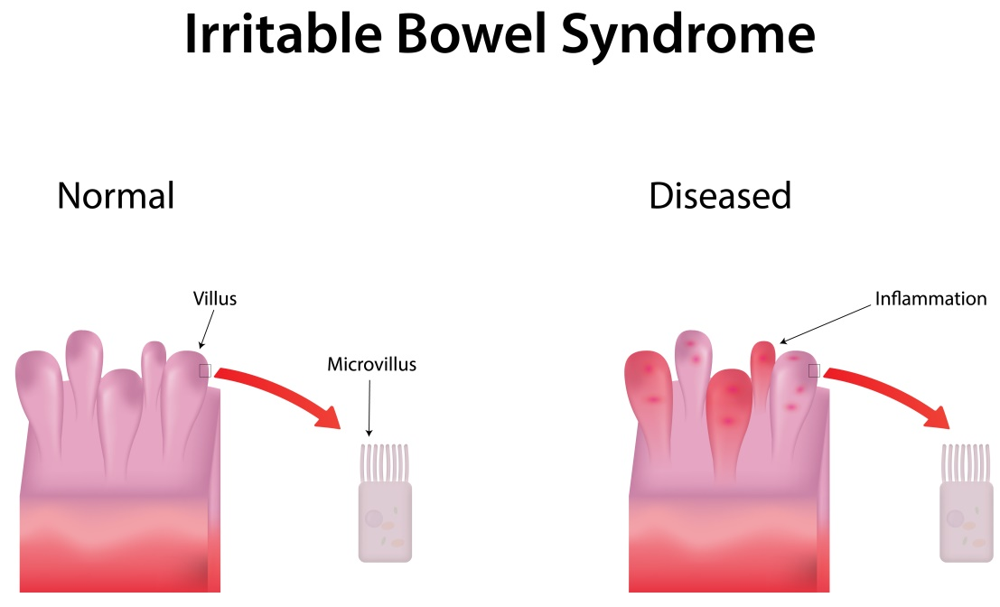 Irritable Bowel Syndrome
Normal
Diseased
Villus
Inflammation
Microvillus